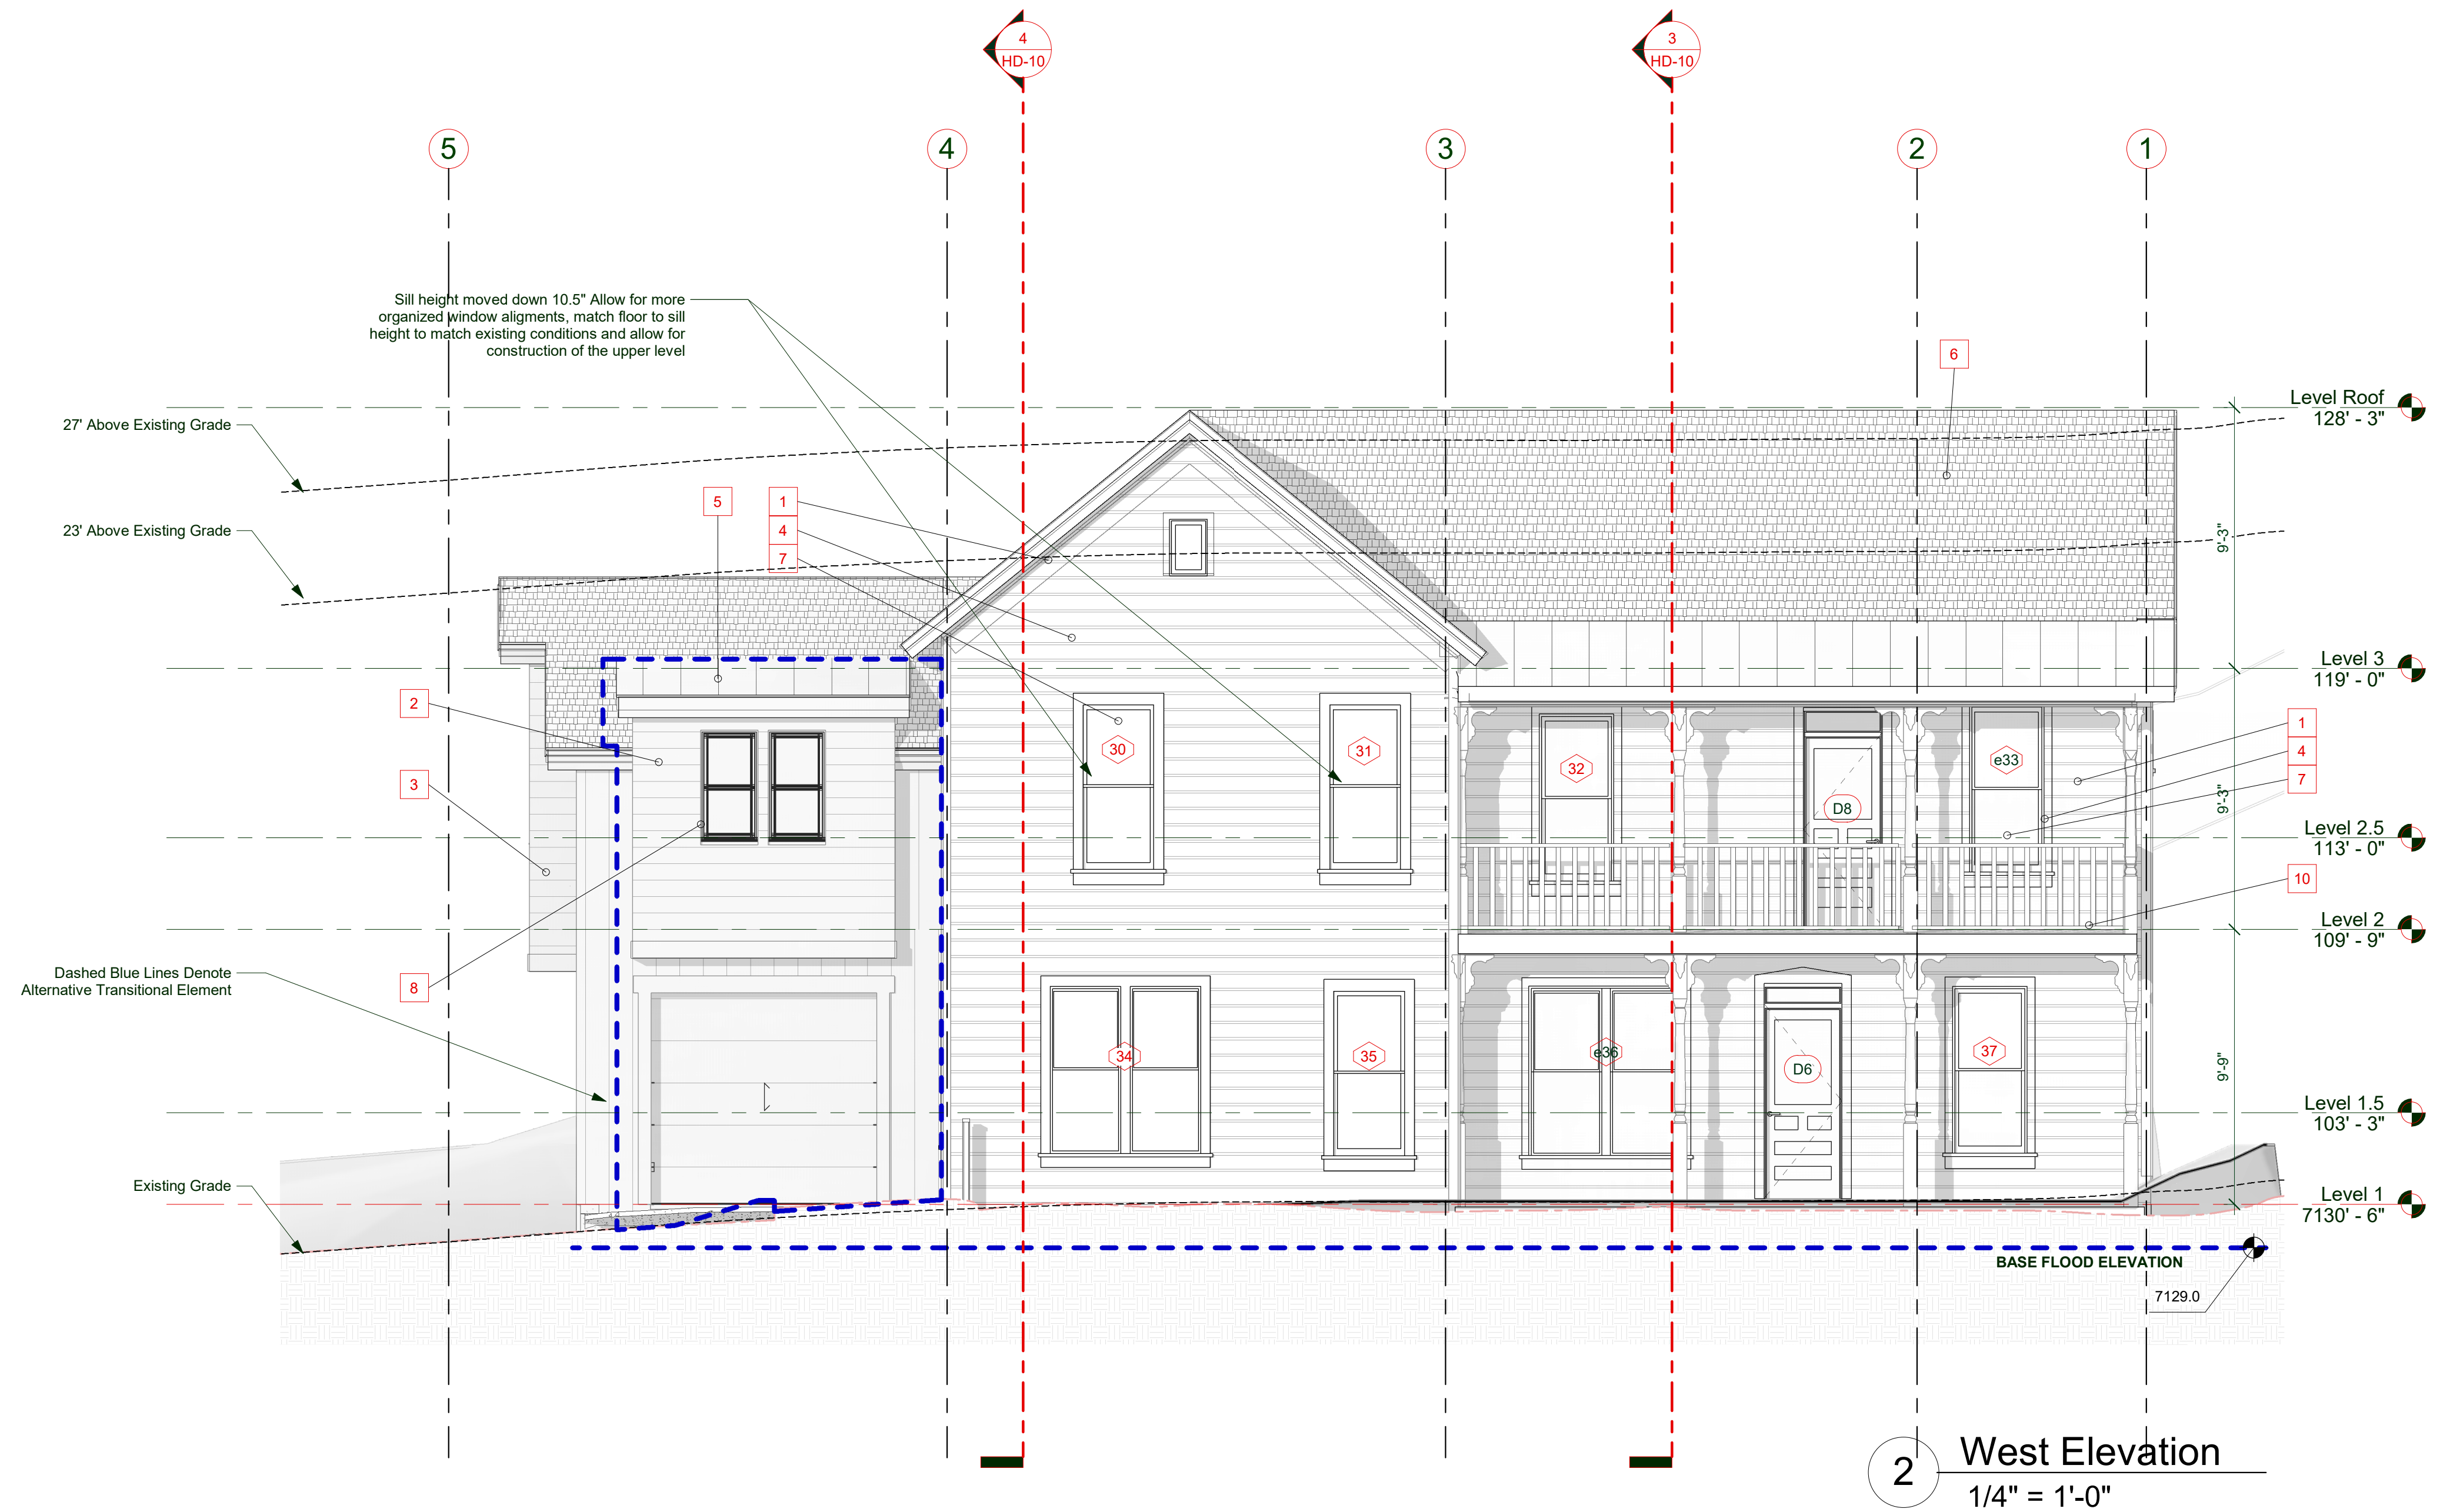 4
HD-10
3
HD-10
5
4
3
2
1
Sill height moved down 10.5" Allow for more
organized window aligments, match floor to sill
height to match existing conditions and allow for
construction of the upper level
6
Level Roof
128' - 3"
27' Above Existing Grade
5
1
4
7
23' Above Existing Grade
9'-3"
Level 3
119' - 0"
2
3
30
31
32
D8
e33
1
4
7
9'-3"
Level 2.5
113' - 0"
10
Level 2
109' - 9"
Dashed Blue Lines Denote
Alternative Transitional Element
8
34
35
e36
D6
37
9'-9"
Level 1.5
103' - 3"
Existing Grade
Level 1
7130' - 6"
BASE FLOOD ELEVATION
7129.0
2
West Elevation
1/4" = 1'-0"